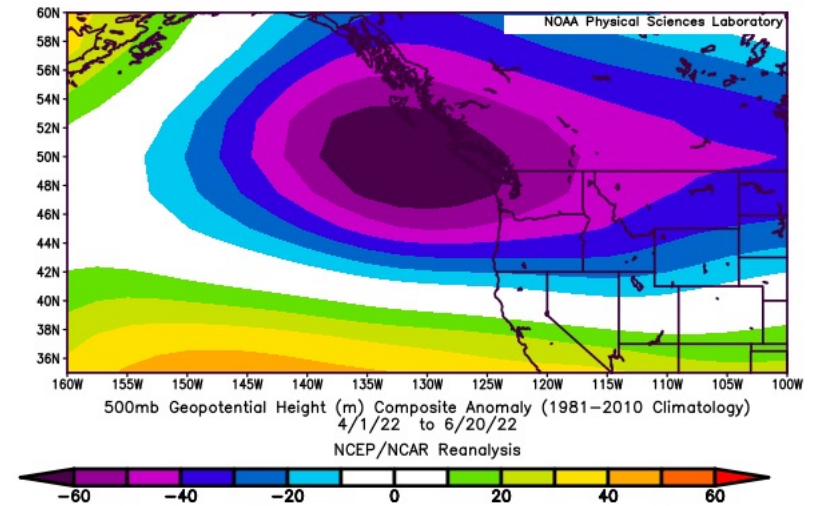 NOAA Physical Sciences Laboratory
60N
58N
56N
54N
52N
50N
48N
46N
44N
42N
40N
38N
36N
160W 155W 150W 145W 140W 135W 130W 125W 120W 115W 110W 105W 100W
500mb Geopotential Height (m) Composite Anomaly (1981-2010 Climatology)
4/1/22 to 6/20/22
NCEP/NCAR Reanalysis
-60 -40 -20 0 20 40 60